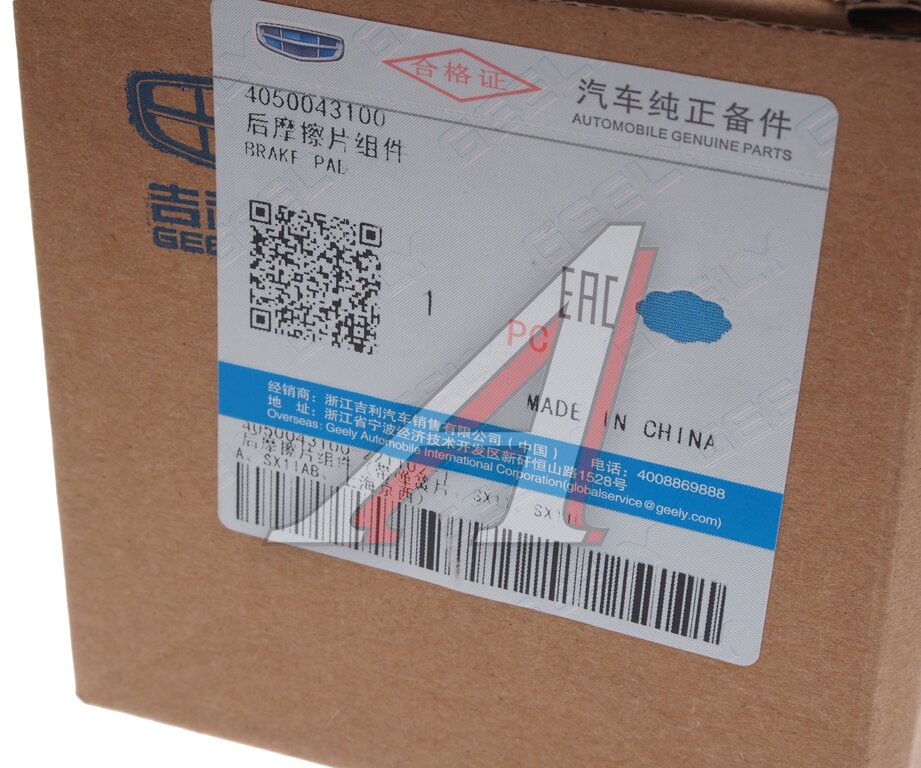 合格证
汽车纯正备件
AUTOMOBILE GENUINE PARTS
4050043100
后摩擦片组件
BRAKE PAD
GEE
1
EAC
PC
MADE IN CHINA
经销商：浙江吉利汽车销售有限公司（中国） 电话：4008869888
地 址：浙江省宁波经济技术开发区新矸恒山路1528号
Overseas: Geely Automobile International Corporation(globalservice@geely.com)
4050043100
后摩擦片组件
SX11AB